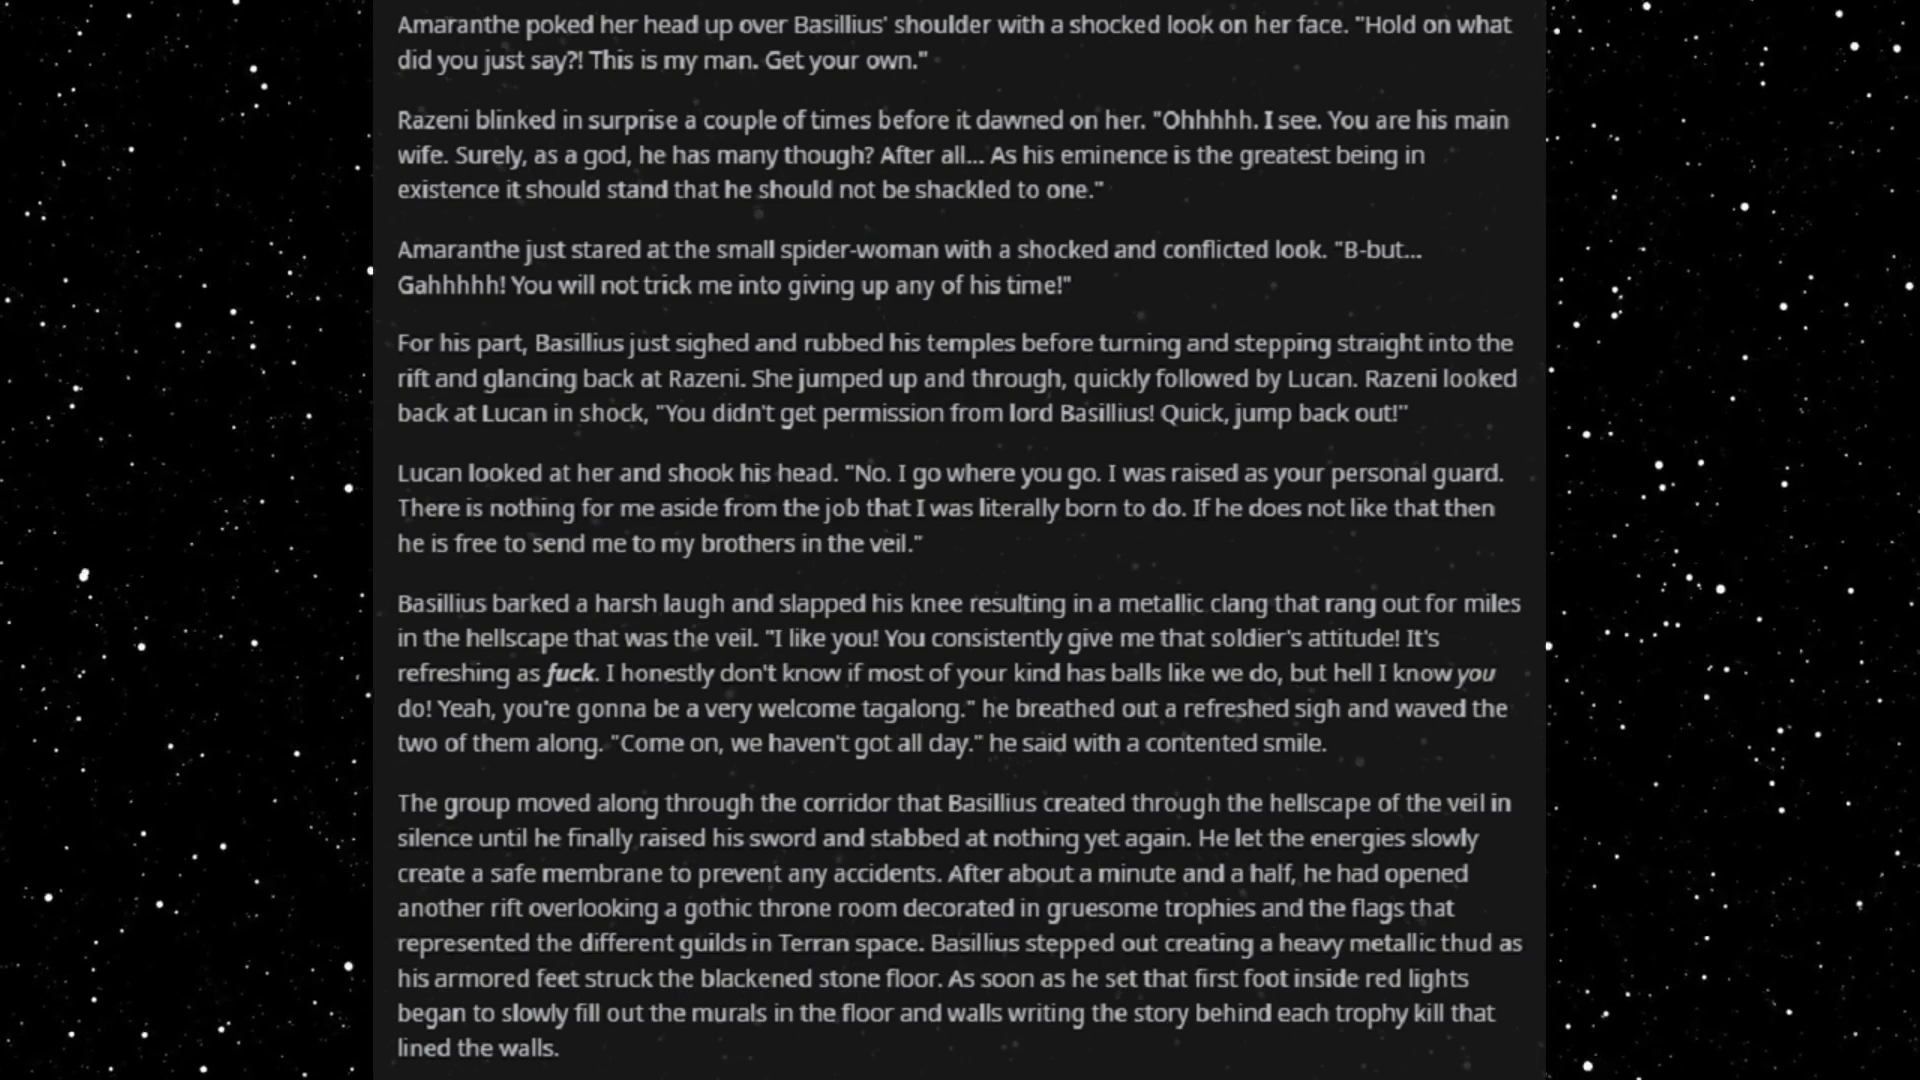 Amaranthe poked her head up over Basillius' shoulder with a shocked look on her face. "Hold on what
did you just say?! This is my man. Get your own."
Razeni blinked in surprise a couple of times before it dawned on her. "Ohhhhh. I see. You are his main
wife. Surely, as a god, he has many though? After all... As his eminence is the greatest being in
existence it should stand that he should not be shackled to one."
Amaranthe just stared at the small spider-woman with a shocked and conflicted look. "B-but...
Gahhhhh! You will not trick me into giving up any of his time!"
For his part, Basillius just sighed and rubbed his temples before turning and stepping straight into the
rift and glancing back at Razeni. She jumped up and through, quickly followed by Lucan. Razeni looked
back at Lucan in shock, "You didn't get permission from lord Basillius! Quick, jump back out!"
Lucan looked at her and shook his head. "No. I go where you go. I was raised as your personal guard.
There is nothing for me aside from the job that I was literally born to do. If he does not like that then
he is free to send me to my brothers in the veil."
Basillius barked a harsh laugh and slapped his knee resulting in a metallic clang that rang out for miles
in the hellscape that was the veil. "I like you! You consistently give me that soldier's attitude! It's
refreshing as fuck. I honestly don't know if most of your kind has balls like we do, but hell I know you
do! Yeah, you're gonna be a very welcome tagalong." he breathed out a refreshed sigh and waved the
two of them along. "Come on, we haven't got all day." he said with a contented smile.
The group moved along through the corridor that Basillius created through the hellscape of the veil in
silence until he finally raised his sword and stabbed at nothing yet again. He let the energies slowly
create a safe membrane to prevent any accidents. After about a minute and a half, he had opened
another rift overlooking a gothic throne room decorated in gruesome trophies and the flags that
represented the different guilds in Terran space. Basillius stepped out creating a heavy metallic thud as
his armored feet struck the blackened stone floor. As soon as he set that first foot inside red lights
began to slowly fill out the murals in the floor and walls writing the story behind each trophy kill that
lined the walls.